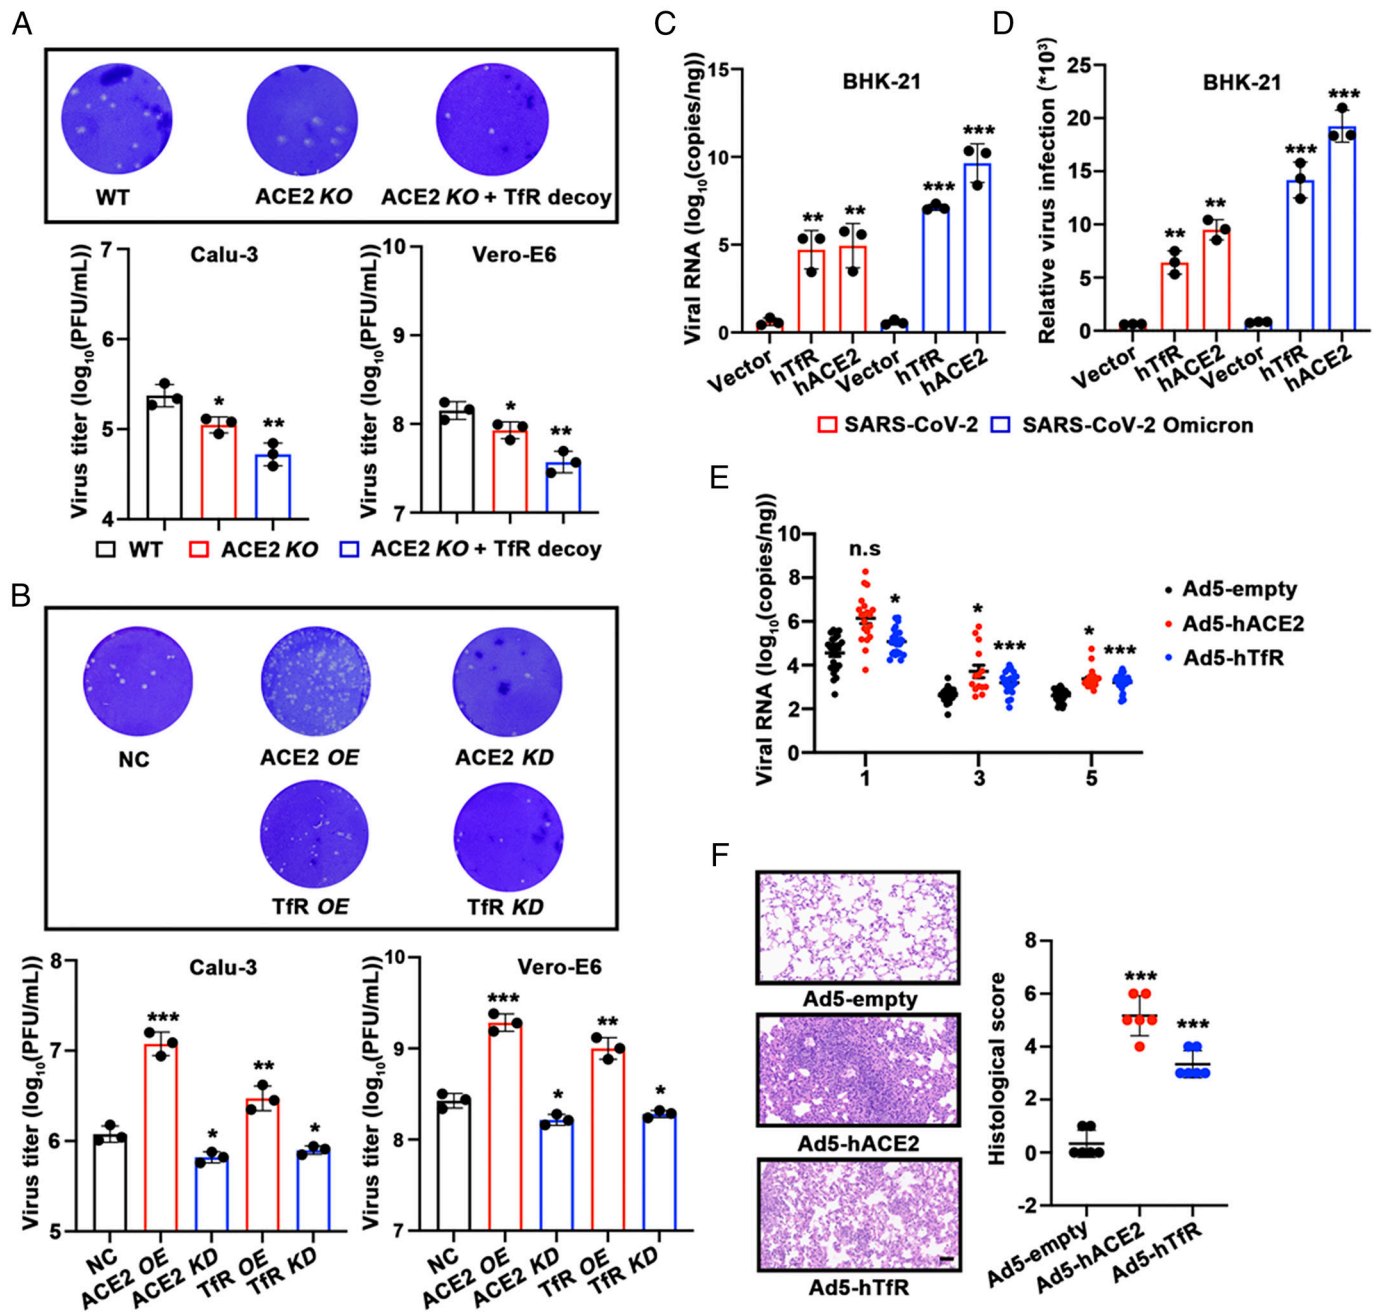 A
WT
ACE2 KO
ACE2 KO + TfR decoy
Calu-3
Virus titer (log10(PFU/mL))
7
6
5
4
*
**
Vero-E6
Virus titer (log10(PFU/mL))
10
9
8
7
*
**
WT
ACE2 KO
ACE2 KO + TfR decoy
B
NC
ACE2 OE
ACE2 KD
TfR OE
TfR KD
Calu-3
Virus titer (log10(PFU/mL))
8
7
6
5
***
*
**
*
NC
ACE2 OE
ACE2 KD
TfR OE
TfR KD
Vero-E6
Virus titer (log10(PFU/mL))
10
9
8
7
***
*
**
*
NC
ACE2 OE
ACE2 KD
TfR OE
TfR KD
C
BHK-21
Viral RNA (log10(copies/ng))
15
10
5
0
**
**
***
***
Vector
hTfR
hACE2
Vector
hTfR
hACE2
D
BHK-21
Relative virus infection (*10³)
25
20
15
10
5
0
**
**
***
***
Vector
hTfR
hACE2
Vector
hTfR
hACE2
SARS-CoV-2
SARS-CoV-2 Omicron
E
Viral RNA (log10(copies/ng))
10
8
6
4
2
0
n.s
*
*
***
*
***
1
3
5
Ad5-empty
Ad5-hACE2
Ad5-hTfR
F
Ad5-empty
Ad5-hACE2
Ad5-hTfR
Histological score
8
6
4
2
0
-2
***
***
Ad5-empty
Ad5-hACE2
Ad5-hTfR